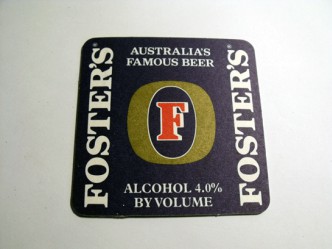 FOSTER'S®
AUSTRALIA'S
FAMOUS BEER
F
ALCOHOL 4.0%
BY VOLUME
FOSTER'S®